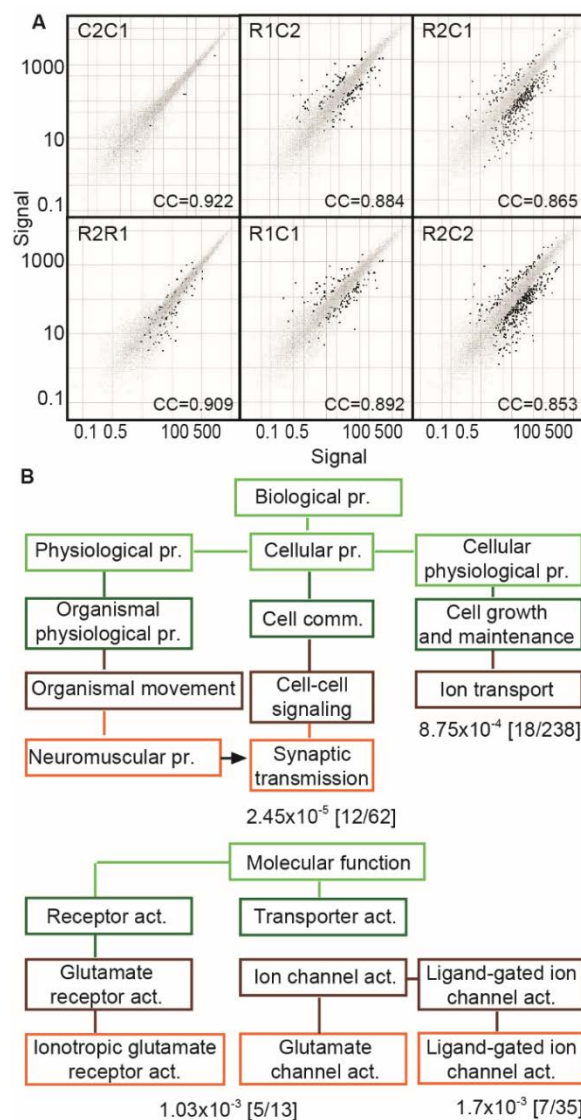 A
C2C1
R1C2
R2C1
1000
10
0.1
CC=0.922
CC=0.884
CC=0.865
Signal
R2R1
R1C1
R2C2
1000
10
0.1
CC=0.909
CC=0.892
CC=0.853
0.1 0.5 100 500
0.1 0.5 100 500
0.1 0.5 100 500
Signal
B
Biological pr.
Physiological pr.
Cellular pr.
Cellular
physiological pr.
Organismal
physiological pr.
Cell comm.
Cell growth
and maintenance
Organismal movement
Cell-cell
signaling
Ion transport
8.75x10⁻⁴ [18/238]
Neuromuscular pr.
Synaptic
transmission
2.45x10⁻⁵ [12/62]
Molecular function
Receptor act.
Transporter act.
Glutamate
receptor act.
Ion channel act.
Ligand-gated ion
channel act.
Ionotropic glutamate
receptor act.
Glutamate
channel act.
Ligand-gated ion
channel act.
1.03x10⁻³ [5/13]
1.7x10⁻³ [7/35]